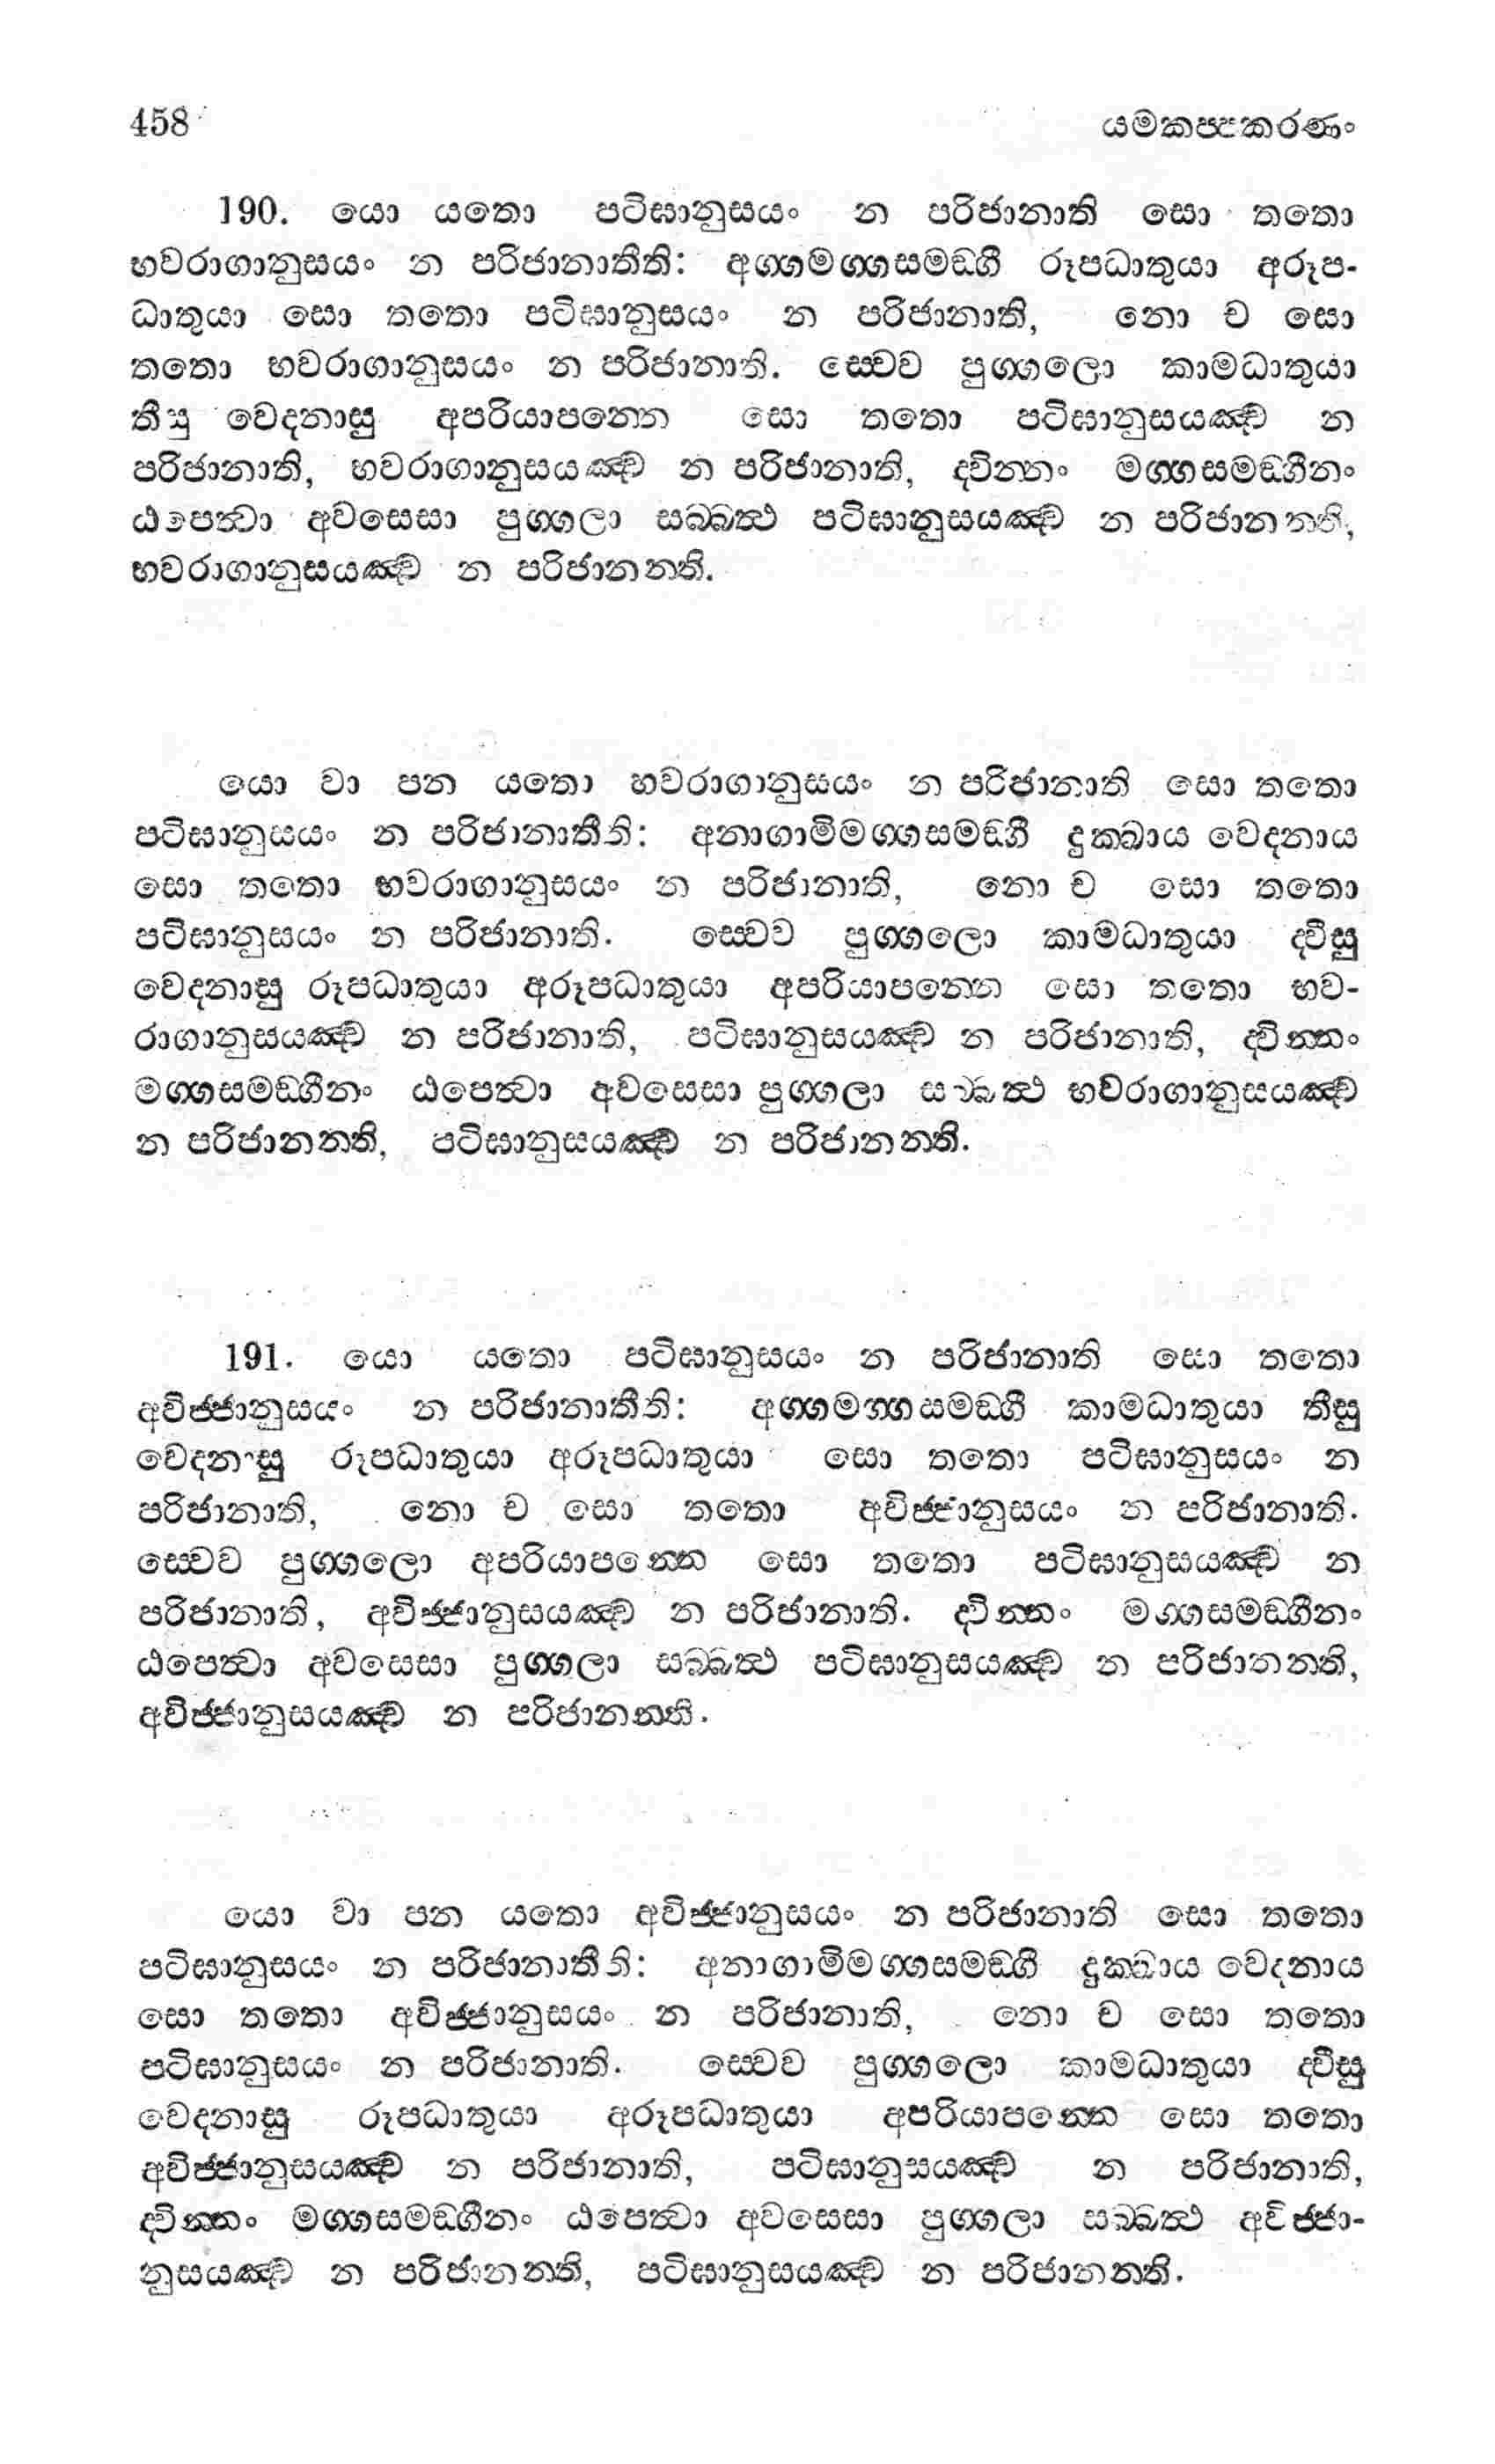 458
යමකප්පකරණං
190. යො යතො පටිඝානුසයං න පරිජානාති සො තතො
භවරාගානුසයං න පරිජානාතීති: අග්ගමග්ගසමඞ්ගී රූපධාතුයා අරූප-
ධාතුයා සො තතො පටිඝානුසයං න පරිජානාති, නො ච සො
තතො භවරාගානුසයං න පරිජානාති. ස්වෙව පුග්ගලො කාමධාතුයා
තීසු වෙදනාසු අපරියාපන්නෙ සො තතො පටිඝානුසයඤ්ච න
පරිජානාති, භවරාගානුසයඤ්ච න පරිජානාති, ද්වින්නං මග්ගසමඞ්ගීනං
ඨපෙත්වා අවසෙසා පුග්ගලා සබ්බත්ථ පටිඝානුසයඤ්ච න පරිජානන්ති,
භවරාගානුසයඤ්ච න පරිජානන්ති.
යො වා පන යතො භවරාගානුසයං න පරිජානාති සො තතො
පටිඝානුසයං න පරිජානාතීති: අනාගාමිමග්ගසමඞ්ගී දුක්ඛාය වෙදනාය
සො තතො භවරාගානුසයං න පරිජානාති, නො ච සො තතො
පටිඝානුසයං න පරිජානාති. ස්වෙව පුග්ගලො කාමධාතුයා ද්වීසු
වෙදනාසු රූපධාතුයා අරූපධාතුයා අපරියාපන්නෙ සො තතො භව-
රාගානුසයඤ්ච න පරිජානාති, පටිඝානුසයඤ්ච න පරිජානාති, ද්වින්නං
මග්ගසමඞ්ගීනං ඨපෙත්වා අවසෙසා පුග්ගලා සබ්බත්ථ භවරාගානුසයඤ්ච
න පරිජානන්ති, පටිඝානුසයඤ්ච න පරිජානන්ති.
191. යො යතො පටිඝානුසයං න පරිජානාති සො තතො
අවිජ්ජානුසයං න පරිජානාතීති: අග්ගමග්ගසමඞ්ගී කාමධාතුයා තීසු
වෙදනාසු රූපධාතුයා අරූපධාතුයා සො තතො පටිඝානුසයං න
පරිජානාති, නො ච සො තතො අවිජ්ජානුසයං න පරිජානාති.
ස්වෙව පුග්ගලො අපරියාපන්නෙ සො තතො පටිඝානුසයඤ්ච න
පරිජානාති, අවිජ්ජානුසයඤ්ච න පරිජානාති. ද්වින්නං මග්ගසමඞ්ගීනං
ඨපෙත්වා අවසෙසා පුග්ගලා සබ්බත්ථ පටිඝානුසයඤ්ච න පරිජානන්ති,
අවිජ්ජානුසයඤ්ච න පරිජානන්ති.
යො වා පන යතො අවිජ්ජානුසයං න පරිජානාති සො තතො
පටිඝානුසයං න පරිජානාතීති: අනාගාමිමග්ගසමඞ්ගී දුක්ඛාය වෙදනාය
සො තතො අවිජ්ජානුසයං න පරිජානාති, නො ච සො තතො
පටිඝානුසයං න පරිජානාති. ස්වෙව පුග්ගලො කාමධාතුයා ද්වීසු
වෙදනාසු රූපධාතුයා අරූපධාතුයා අපරියාපන්නෙ සො තතො
අවිජ්ජානුසයඤ්ච න පරිජානාති, පටිඝානුසයඤ්ච න පරිජානාති,
ද්වින්නං මග්ගසමඞ්ගීනං ඨපෙත්වා අවසෙසා පුග්ගලා සබ්බත්ථ අවිජ්ජා-
නුසයඤ්ච න පරිජානන්ති, පටිඝානුසයඤ්ච න පරිජානන්ති.